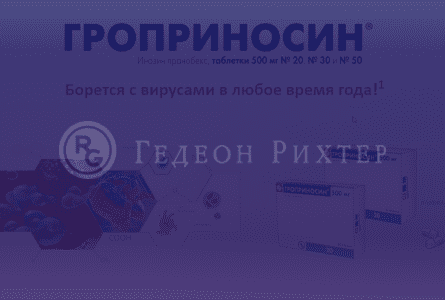 ГРОПРИНОСИН®
Инозин пранобекс, таблетки 500 мг № 20 № 30 и № 50
Борется с вирусами в любое время года!¹
RG ГЕДЕОН РИХТЕР